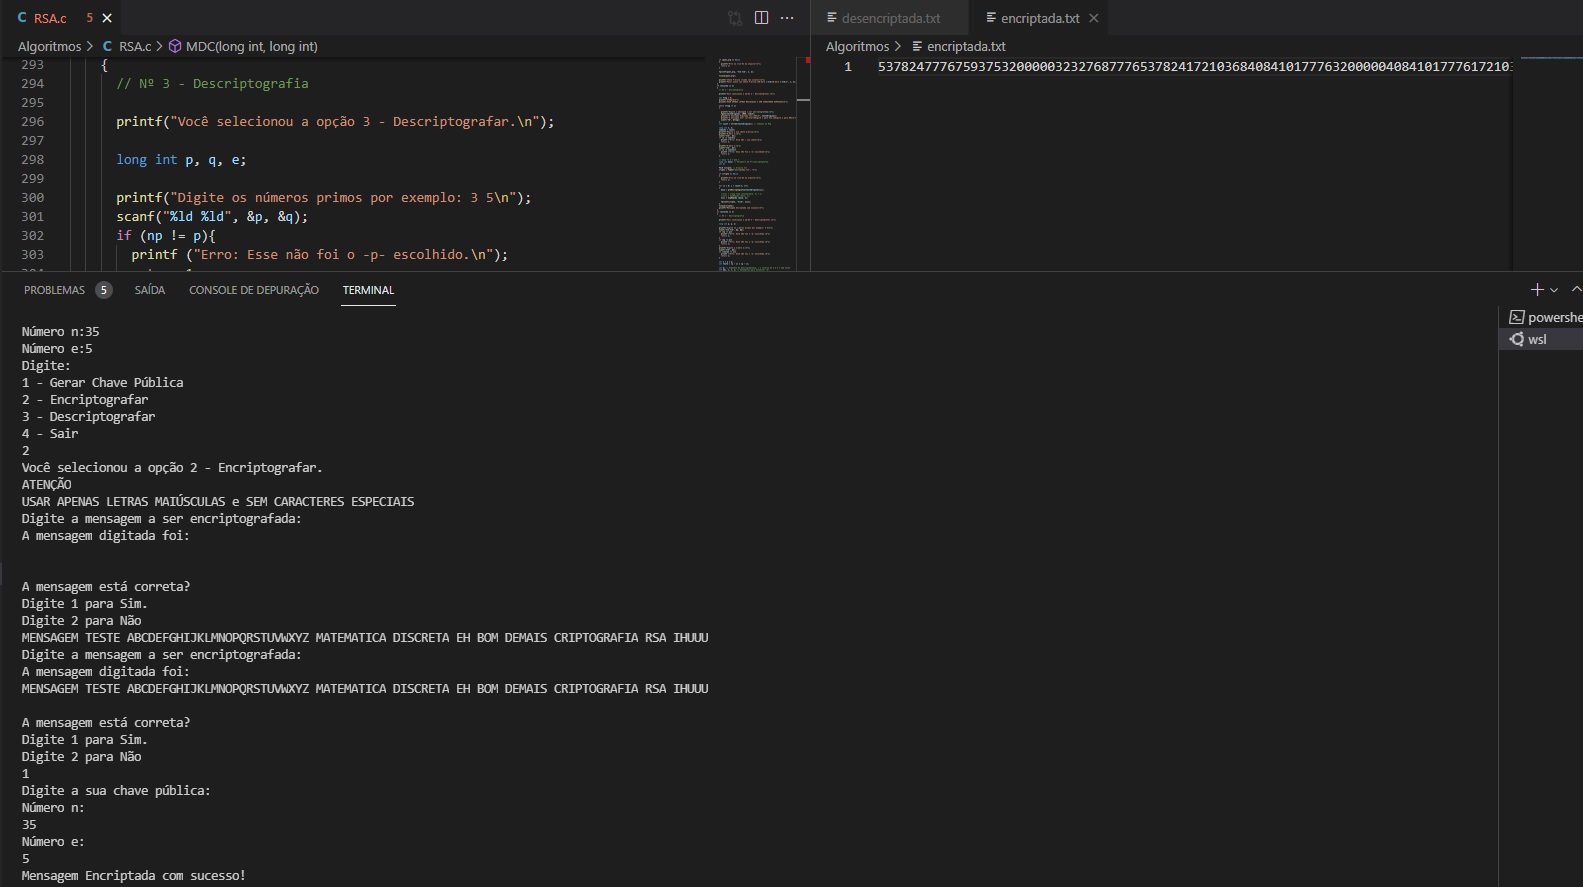 RSA.c 5
desencriptada.txt
encriptada.txt
Algoritmos > C RSA.c > MDC(long int, long int)
Algoritmos > encriptada.txt
293 {
294 // Nº 3 - Descriptografia
295
296 printf("Você selecionou a opção 3 - Descriptografar.\n");
297
298 long int p, q, e;
299
300 printf("Digite os números primos por exemplo: 3 5\n");
301 scanf("%ld %ld", &p, &q);
302 if (np != p){
303 printf ("Erro: Esse não foi o -p- escolhido.\n");
1
PROBLEMAS 5 SAÍDA CONSOLE DE DEPURAÇÃO TERMINAL
powershe
wsl
Número n:35
Número e:5
Digite:
1 - Gerar Chave Pública
2 - Encriptografar
3 - Descriptografar
4 - Sair
2
Você selecionou a opção 2 - Encriptografar.
ATENÇÃO
USAR APENAS LETRAS MAIÚSCULAS e SEM CARACTERES ESPECIAIS
Digite a mensagem a ser encriptografada:
A mensagem digitada foi:
A mensagem está correta?
Digite 1 para Sim.
Digite 2 para Não
MENSAGEM TESTE ABCDEFGHIJKLMNOPQRSTUVWXYZ MATEMATICA DISCRETA EH BOM DEMAIS CRIPTOGRAFIA RSA IHUUU
Digite a mensagem a ser encriptografada:
A mensagem digitada foi:
MENSAGEM TESTE ABCDEFGHIJKLMNOPQRSTUVWXYZ MATEMATICA DISCRETA EH BOM DEMAIS CRIPTOGRAFIA RSA IHUUU
A mensagem está correta?
Digite 1 para Sim.
Digite 2 para Não
1
Digite a sua chave pública:
Número n:
35
Número e:
5
Mensagem Encriptada com sucesso!